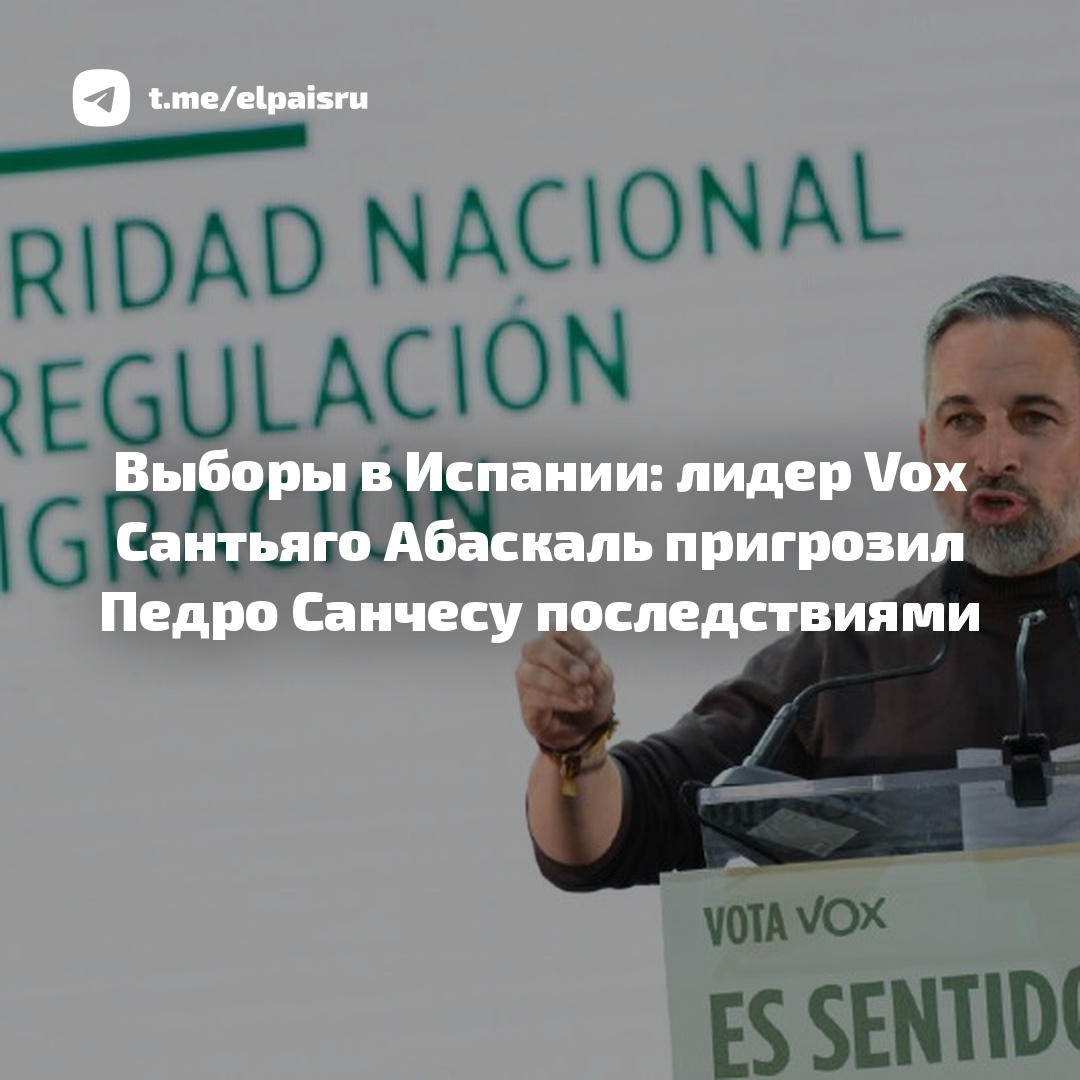 t.me/elpaisru
RIDAD NACIONAL
REGULACIÓN
IGRACIÓN
Выборы в Испании: лидер Vox
Сантьяго Абаскаль пригрозил
Педро Санчесу последствиями
VOTA VOX
ES SENTIDO